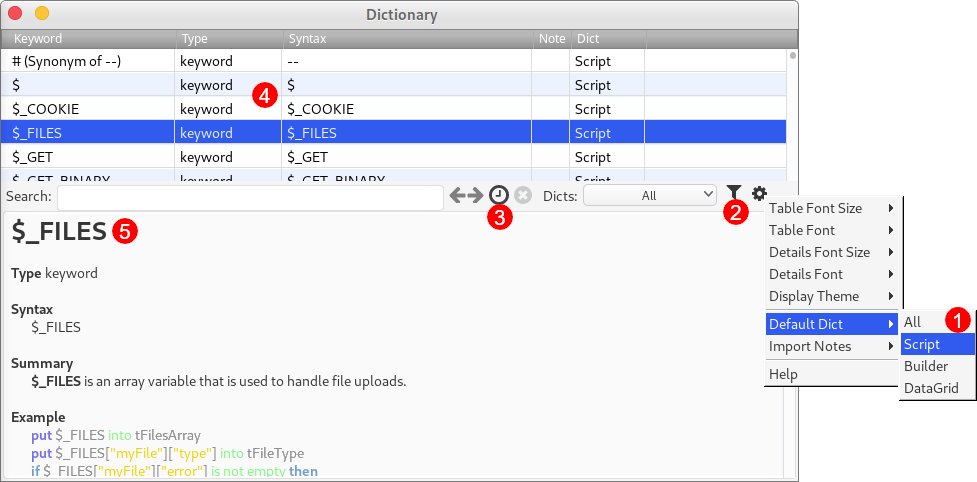 Dictionary
Keyword Type Syntax Note Dict
# (Synonym of --) keyword -- Script
$ keyword $ Script
4
$_COOKIE keyword $_COOKIE Script
$_FILES keyword $_FILES Script
$_GET keyword $_GET Script
$_GET_BINARY keyword $_GET_BINARY Script
Search: Dicts: All
3
2
Table Font Size
Table Font
Details Font Size
Details Font
Display Theme
Default Dict
Import Notes
Help
All 1
Script
Builder
DataGrid
$_FILES 5
Type keyword
Syntax
$_FILES
Summary
$_FILES is an array variable that is used to handle file uploads.
Example
put $_FILES into tFilesArray
put $_FILES["myFile"]["type"] into tFileType
if $_FILES["myFile"]["error"] is not empty then